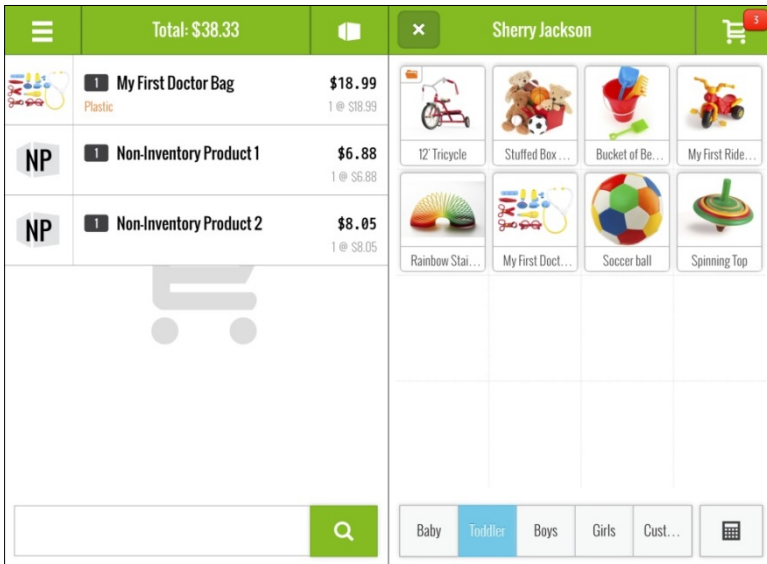 Total: $38.33
1 My First Doctor Bag $18.99
Plastic 1 @ $18.99
NP 1 Non-Inventory Product 1 $6.88
1 @ $6.88
NP 1 Non-Inventory Product 2 $8.05
1 @ $8.05
Sherry Jackson 3
12' Tricycle Stuffed Box ... Bucket of Be... My First Ride...
Rainbow Stai... My First Doct... Soccer ball Spinning Top
Baby Toddler Boys Girls Cust...